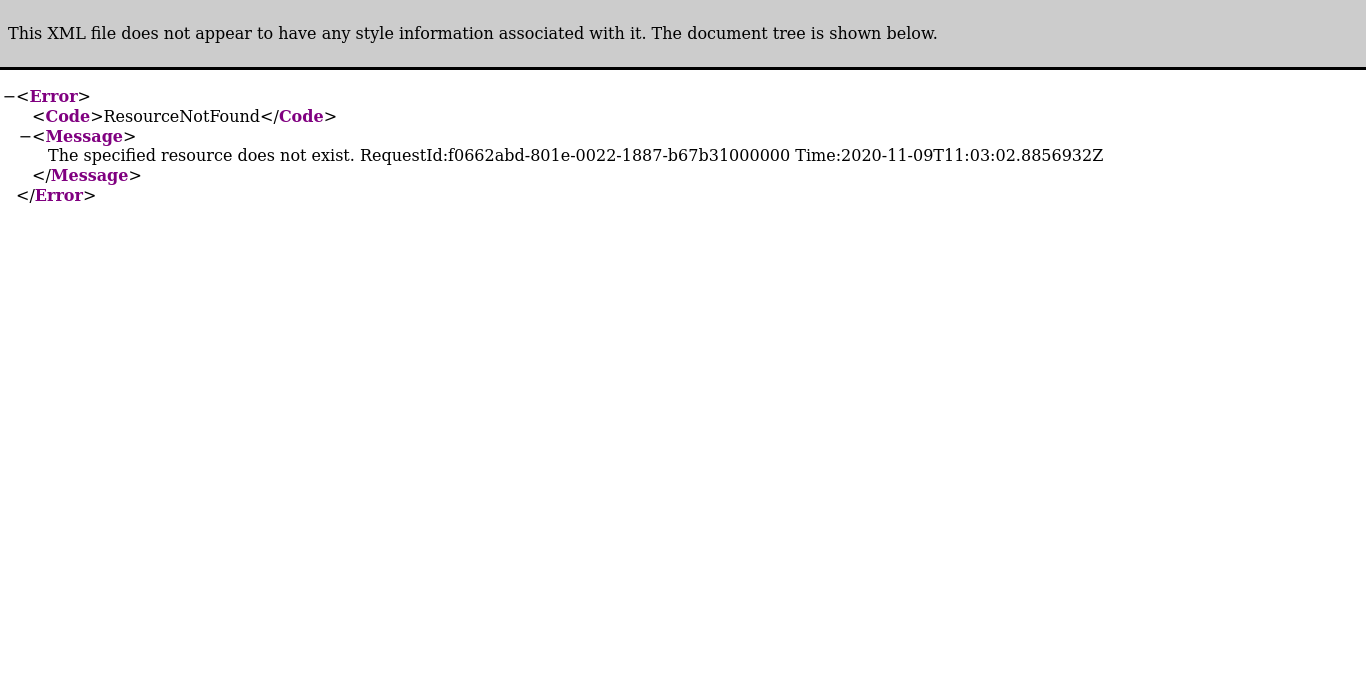 This XML file does not appear to have any style information associated with it. The document tree is shown below.
−<Error>
<Code>ResourceNotFound</Code>
−<Message>
The specified resource does not exist. RequestId:f0662abd-801e-0022-1887-b67b31000000 Time:2020-11-09T11:03:02.8856932Z
</Message>
</Error>